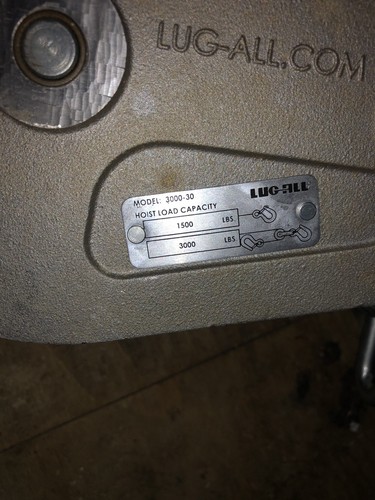 LUG-ALL.COM
LUG-ALL
MODEL: 3000-30
HOIST LOAD CAPACITY
1500 LBS
3000 LBS